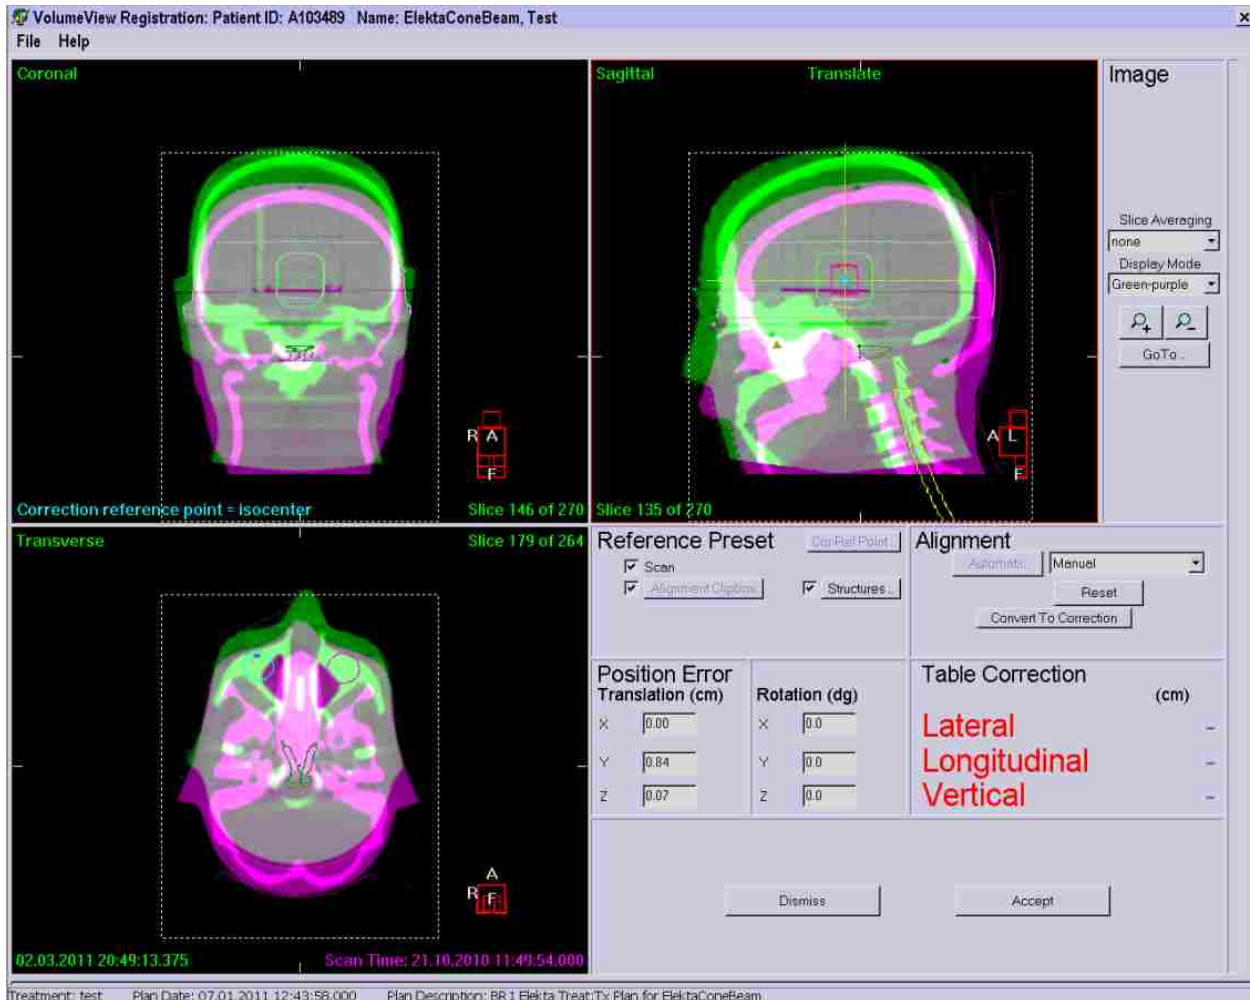 VolumeView Registration: Patient ID: A103489 Name: ElektaConeBeam, Test
File Help
Coronal
R A
F
Correction reference point = isocenter
Slice 146 of 270
Sagittal
Translate
A L
F
Slice 135 of 270
Image
Slice Averaging
none
Display Mode
Green-purple
GoTo..
Transverse
Slice 179 of 264
A
R F
02.03.2011 20:49:13.375
Scan Time: 21.10.2010 11:49:54.000
Reference Preset
Cor Ref Point..
Scan
Alignment Clipbox
Structures..
Alignment
Automatic
Manual
Reset
Convert To Correction
Position Error
Translation (cm)
X 0.00
Y 0.84
Z 0.07
Rotation (dg)
X 0.0
Y 0.0
Z 0.0
Table Correction
(cm)
Lateral -
Longitudinal -
Vertical -
Dismiss
Accept
Treatment: test Plan Date: 07.01.2011 12:43:58.000 Plan Description: BR1 Elekta Treat:Tx Plan for ElektaConeBeam